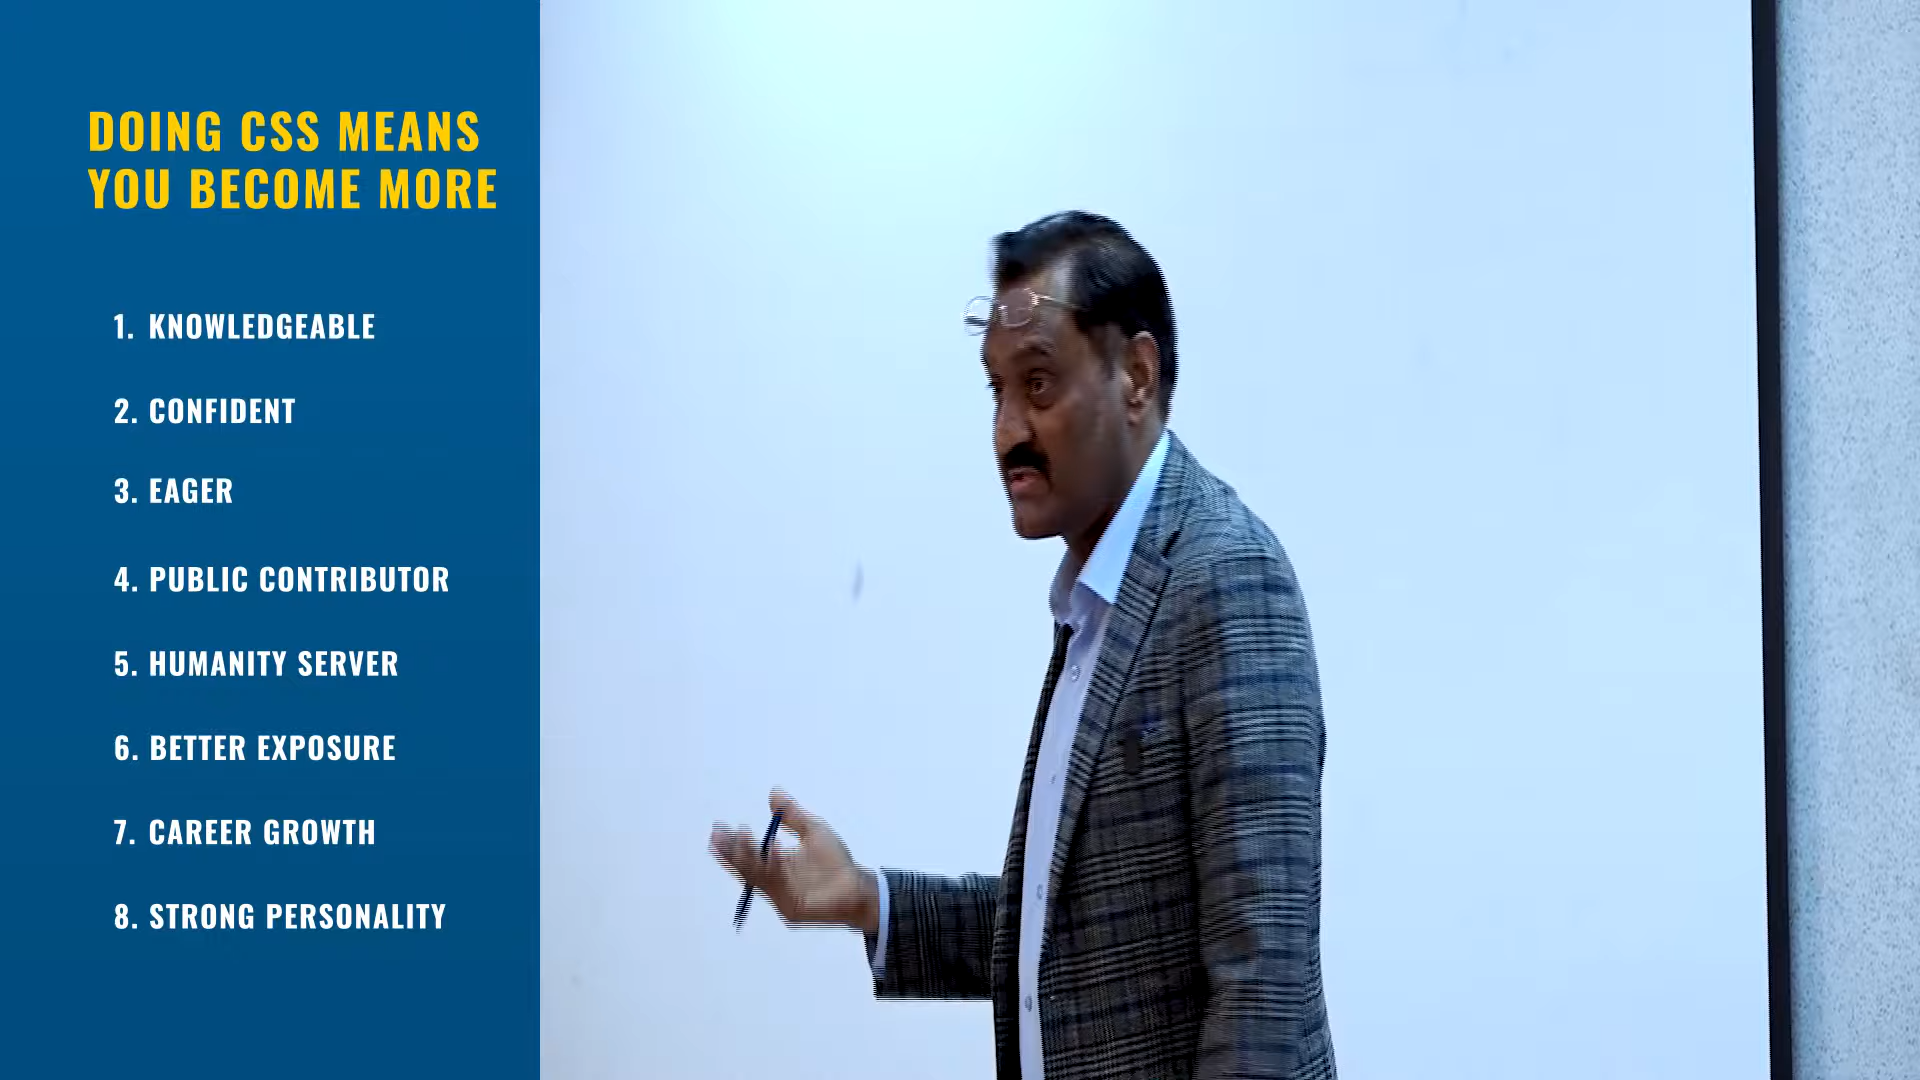 DOING CSS MEANS
YOU BECOME MORE
1. KNOWLEDGEABLE
2. CONFIDENT
3. EAGER
4. PUBLIC CONTRIBUTOR
5. HUMANITY SERVER
6. BETTER EXPOSURE
7. CAREER GROWTH
8. STRONG PERSONALITY